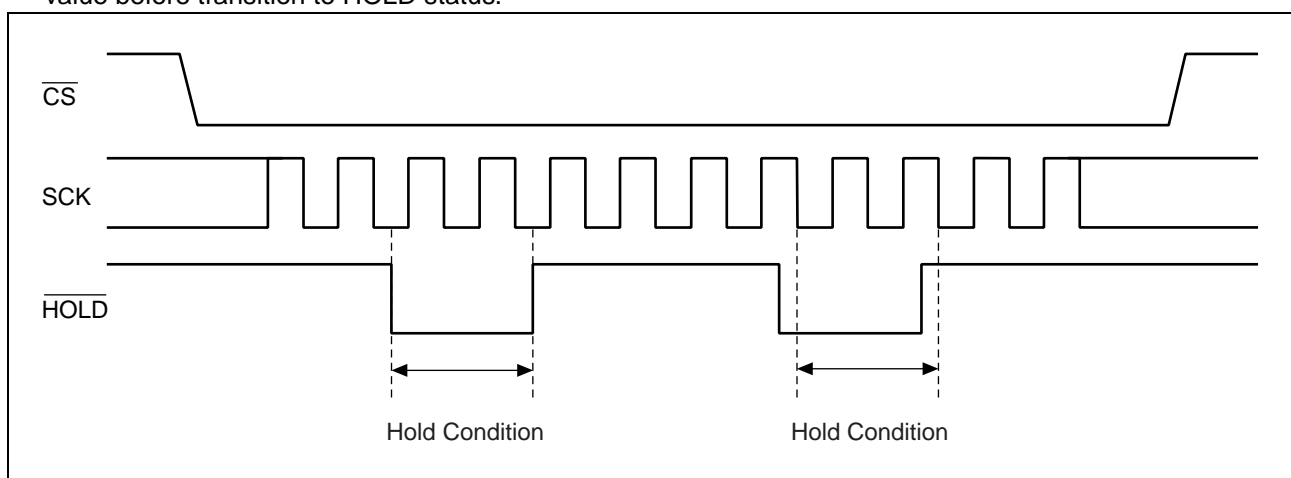 value before transition to HOLD status.
CS
SCK
HOLD
Hold Condition Hold Condition